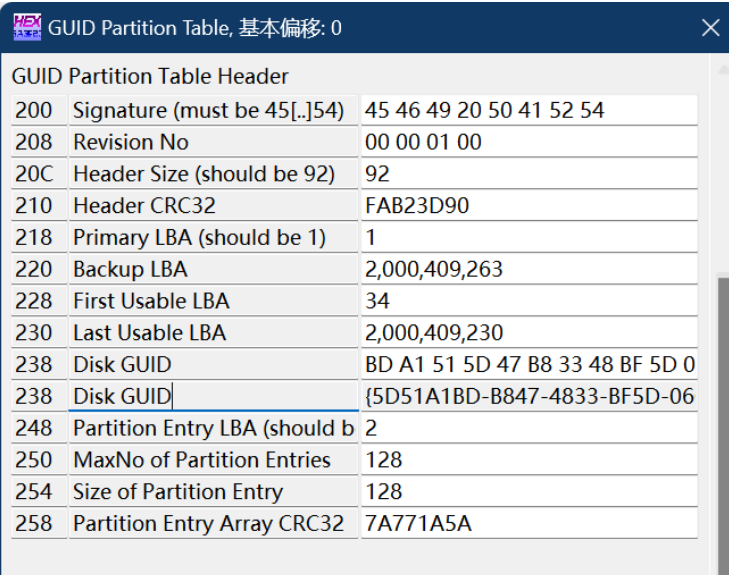 GUID Partition Table, 基本偏移: 0
GUID Partition Table Header
200 Signature (must be 45[..]54) 45 46 49 20 50 41 52 54
208 Revision No 00 00 01 00
20C Header Size (should be 92) 92
210 Header CRC32 FAB23D90
218 Primary LBA (should be 1) 1
220 Backup LBA 2,000,409,263
228 First Usable LBA 34
230 Last Usable LBA 2,000,409,230
238 Disk GUID BD A1 51 5D 47 B8 33 48 BF 5D 0
238 Disk GUID {5D51A1BD-B847-4833-BF5D-06
248 Partition Entry LBA (should b 2
250 MaxNo of Partition Entries 128
254 Size of Partition Entry 128
258 Partition Entry Array CRC32 7A771A5A